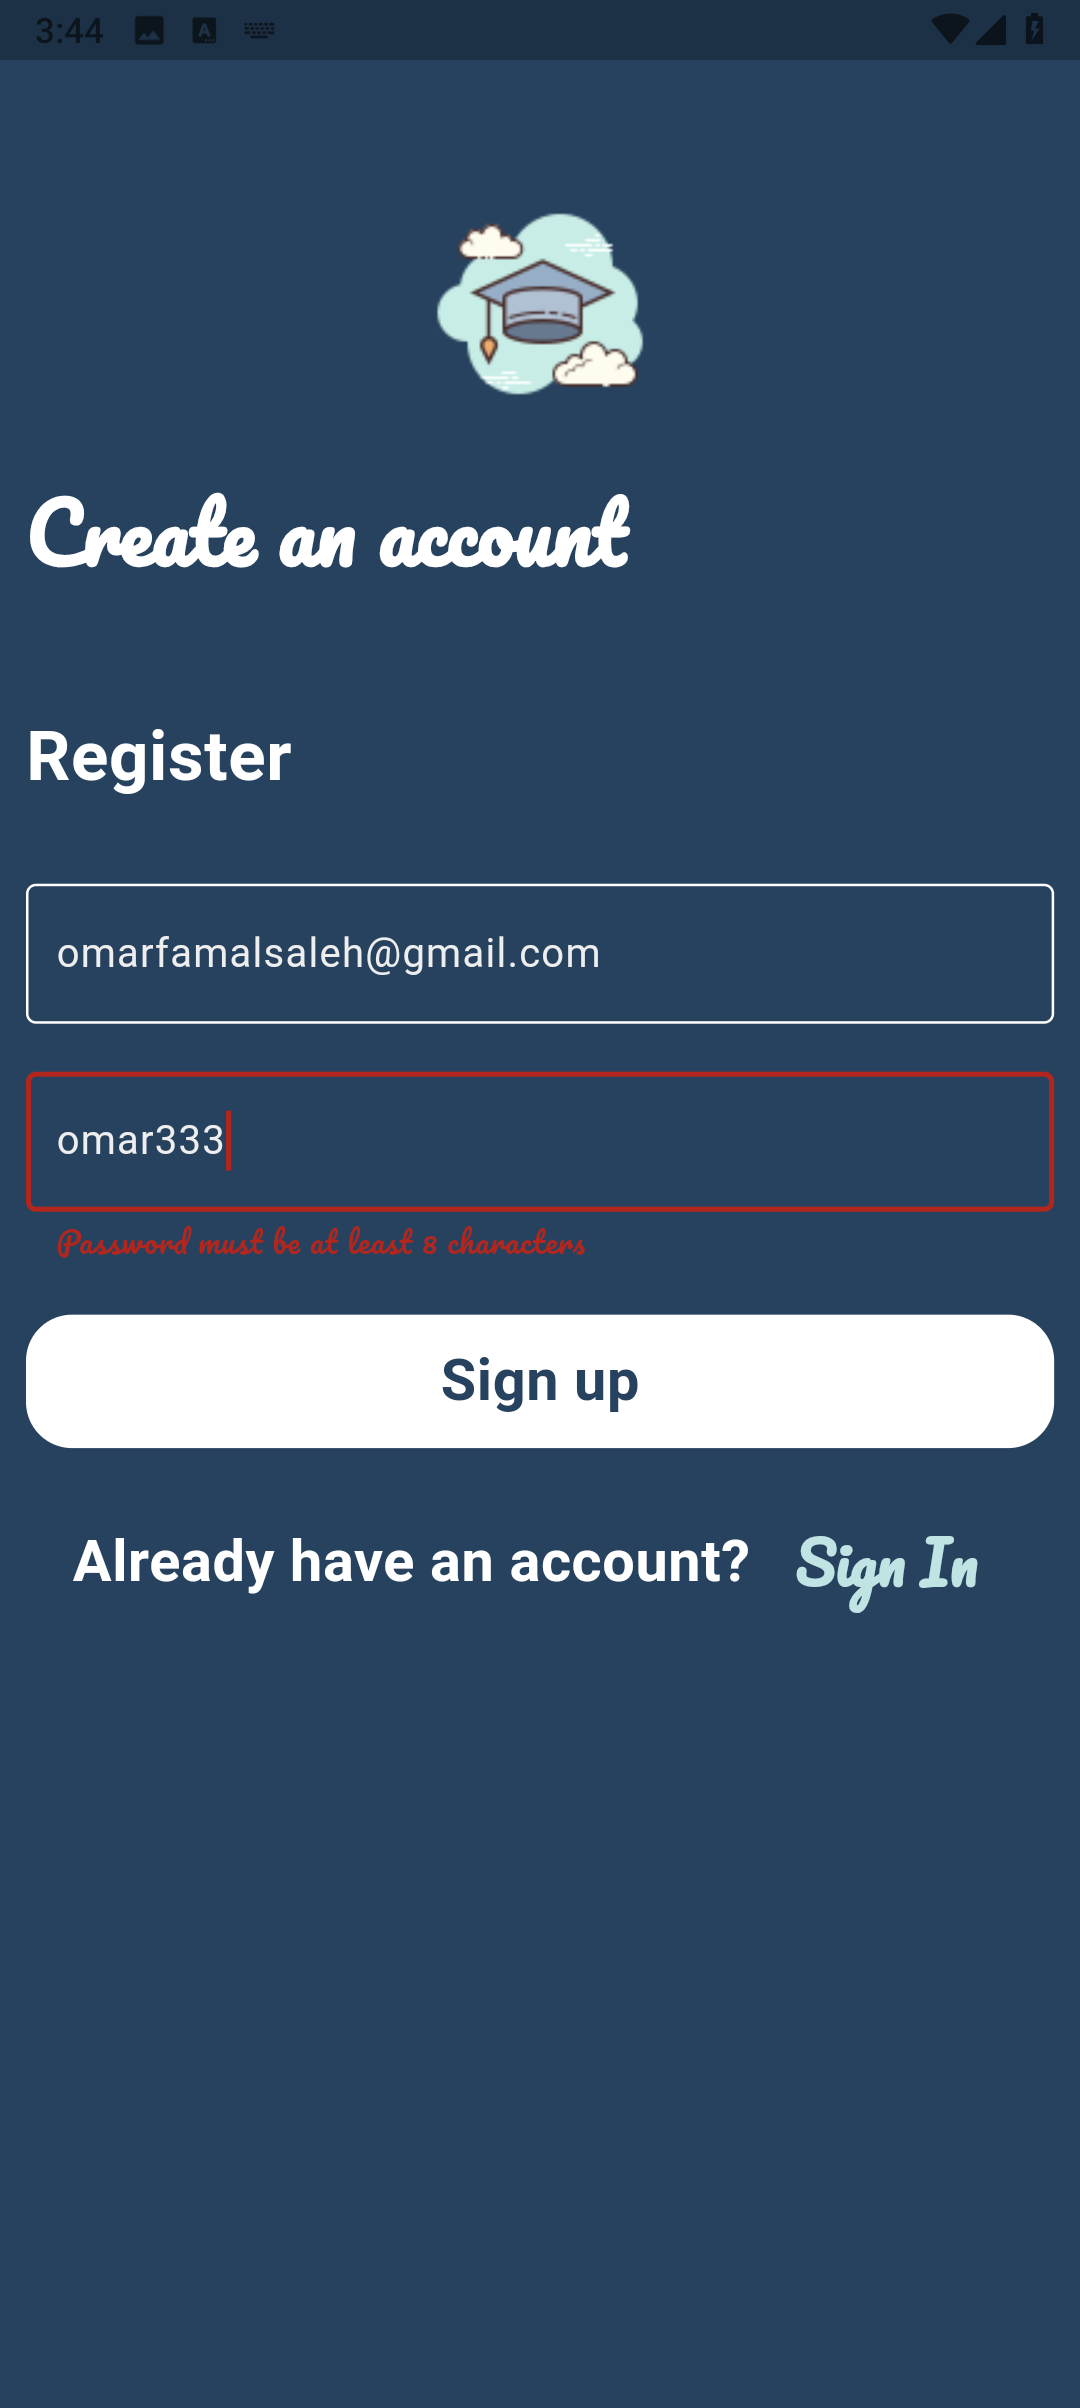 3:44
Create an account
Register
omarfamalsaleh@gmail.com
omar333
Password must be at least 8 characters
Sign up
Already have an account? Sign In